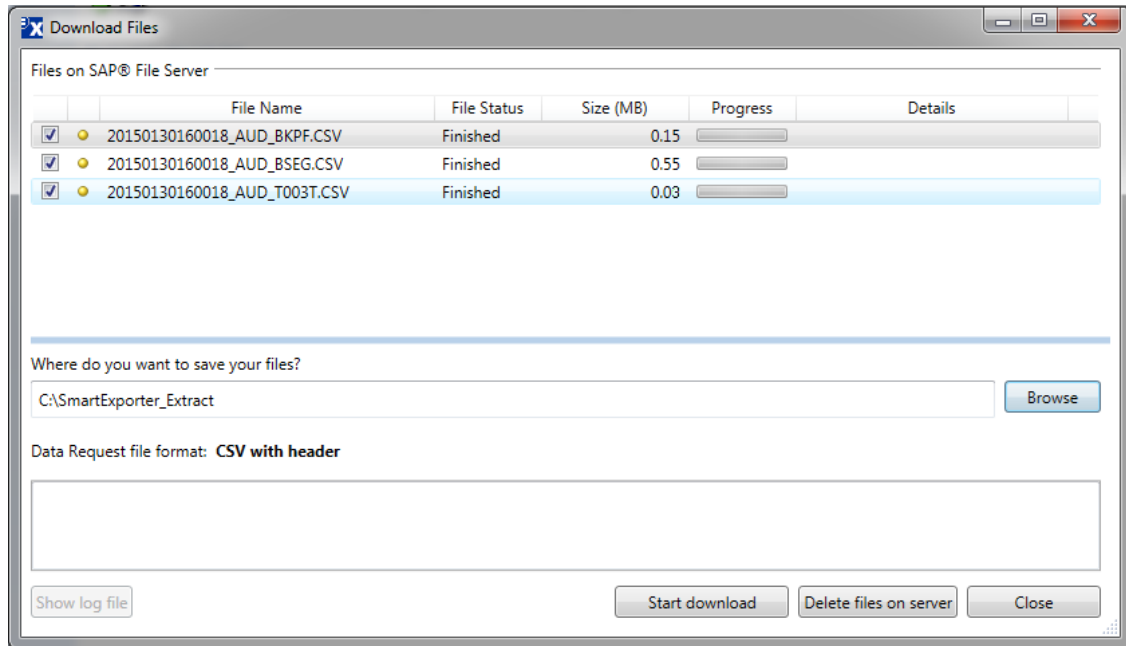 Download Files
Files on SAP® File Server
File Name File Status Size (MB) Progress Details
20150130160018_AUD_BKPF.CSV Finished 0.15
20150130160018_AUD_BSEG.CSV Finished 0.55
20150130160018_AUD_T003T.CSV Finished 0.03
Where do you want to save your files?
C:\SmartExporter_Extract Browse
Data Request file format: CSV with header
Show log file Start download Delete files on server Close